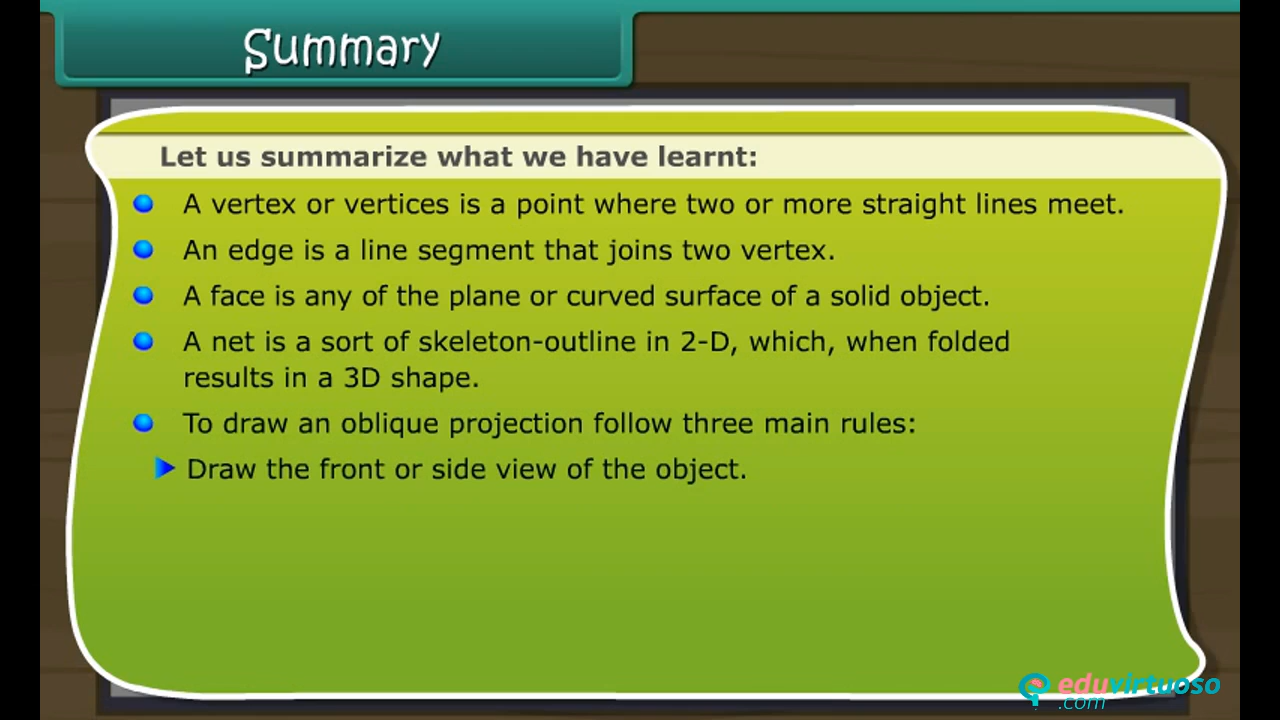 Summary
Let us summarize what we have learnt:
A vertex or vertices is a point where two or more straight lines meet.
An edge is a line segment that joins two vertex.
A face is any of the plane or curved surface of a solid object.
A net is a sort of skeleton-outline in 2-D, which, when folded
results in a 3D shape.
To draw an oblique projection follow three main rules:
Draw the front or side view of the object.
eduvirtuoso
.com